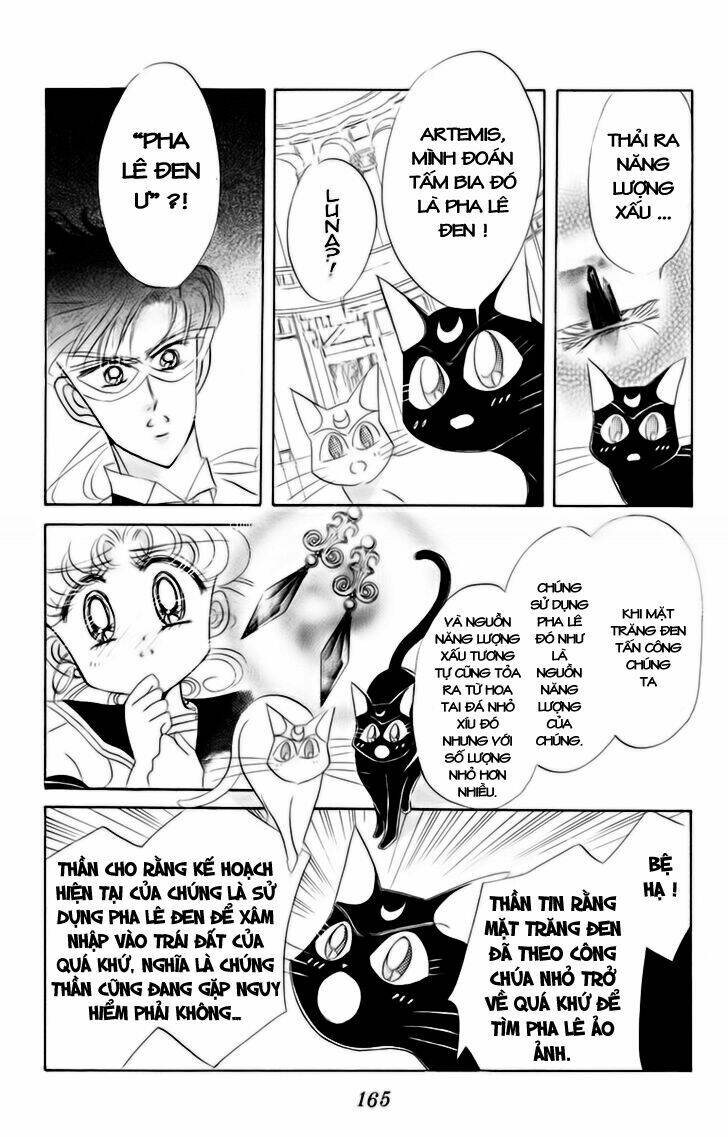 THẢI RA
NĂNG
LƯỢNG
XẤU ...
ARTEMIS,
MÌNH ĐOÁN
TẤM BIA ĐÓ
LÀ PHA LÊ
ĐEN !
LUNA?!
"PHA
LÊ ĐEN
Ư" ?!
KHI MẶT
TRĂNG ĐEN
TẤN CÔNG
CHÚNG
TA
CHÚNG
SỬ DỤNG
PHA LÊ
ĐÓ NHƯ
LÀ
NGUỒN
NĂNG
LƯỢNG
CỦA
CHÚNG.
VÀ NGUỒN
NĂNG LƯỢNG
XẤU TƯƠNG
TỰ CŨNG TỎA
RA TỪ HOA
TAI ĐÁ NHỎ
XÍU ĐÓ
NHƯNG VỚI
SỐ LƯỢNG
NHỎ HƠN
NHIỀU.
BỆ
HẠ !
THẦN TIN RẰNG
MẶT TRĂNG ĐEN
ĐÃ THEO CÔNG
CHÚA NHỎ TRỞ
VỀ QUÁ KHỨ ĐỂ
TÌM PHA LÊ ẢO
ẢNH.
THẦN CHO RẰNG KẾ HOẠCH
HIỆN TẠI CỦA CHÚNG LÀ SỬ
DỤNG PHA LÊ ĐEN ĐỂ XÂM
NHẬP VÀO TRÁI ĐẤT CỦA
QUÁ KHỨ, NGHĨA LÀ CHÚNG
THẦN CŨNG ĐANG GẶP NGUY
HIỂM PHẢI KHÔNG...
165